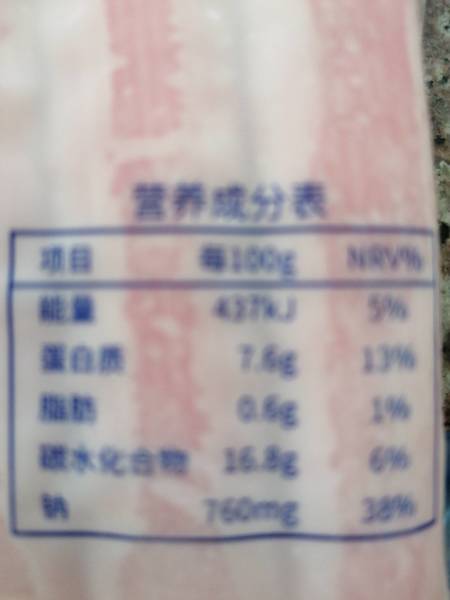 营养成分表
项目 每100g NRV%
能量 437kJ 5%
蛋白质 7.6g 13%
脂肪 0.6g 1%
碳水化合物 16.8g 6%
钠 760mg 38%